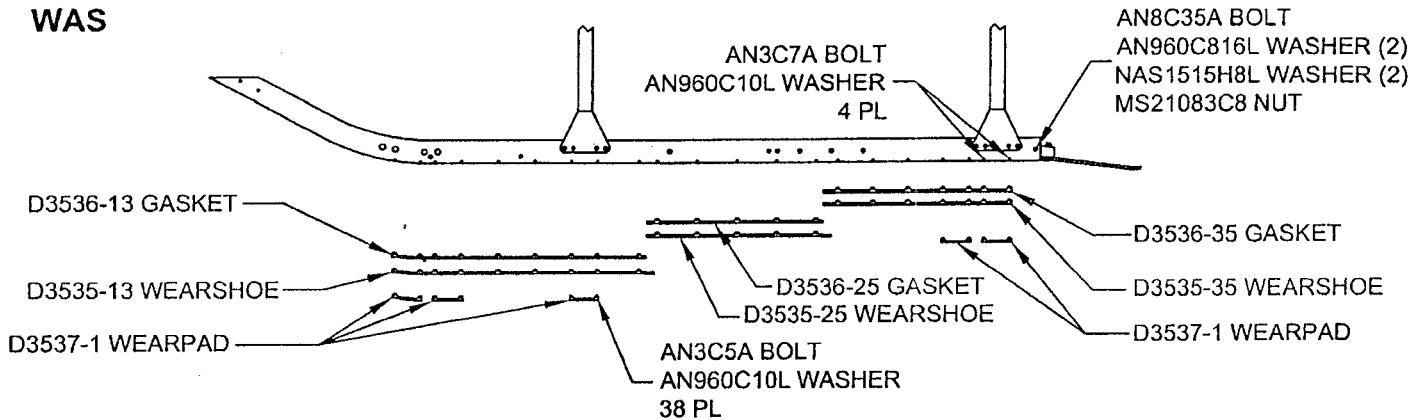 WAS
AN8C35A BOLT
AN960C816L WASHER (2)
NAS1515H8L WASHER (2)
MS21083C8 NUT
AN3C7A BOLT
AN960C10L WASHER
4 PL
D3536-13 GASKET
D3535-13 WEARSHOE
D3537-1 WEARPAD
D3536-25 GASKET
D3535-25 WEARSHOE
AN3C5A BOLT
AN960C10L WASHER
38 PL
D3536-35 GASKET
D3535-35 WEARSHOE
D3537-1 WEARPAD